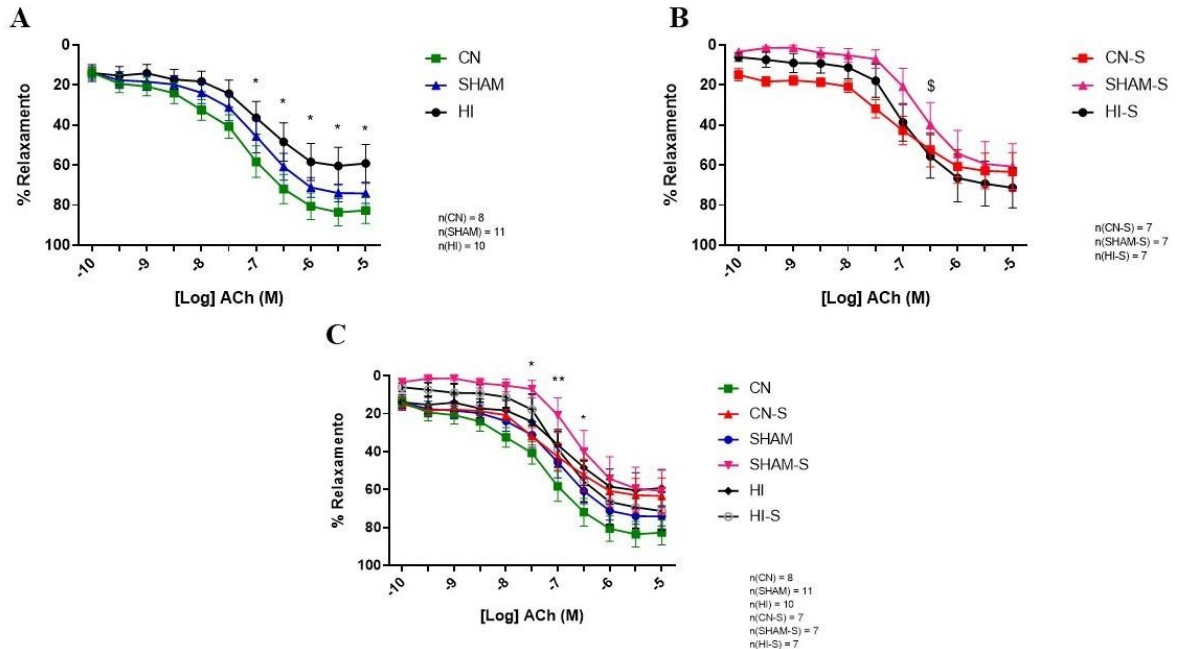 A
0
20
40
60
80
100
% Relaxamento
* * * * *
-10 -9 -8 -7 -6 -5
[Log] ACh (M)
CN
SHAM
HI
n(CN) = 8
n(SHAM) = 11
n(HI) = 10
B
0
20
40
60
80
100
% Relaxamento
$
-10 -9 -8 -7 -6 -5
[Log] ACh (M)
CN-S
SHAM-S
HI-S
n(CN-S) = 7
n(SHAM-S) = 7
n(HI-S) = 7
C
0
20
40
60
80
100
% Relaxamento
* ** *
-10 -9 -8 -7 -6 -5
[Log] ACh (M)
CN
CN-S
SHAM
SHAM-S
HI
HI-S
n(CN) = 8
n(SHAM) = 11
n(HI) = 10
n(CN-S) = 7
n(SHAM-S) = 7
n(HI-S) = 7